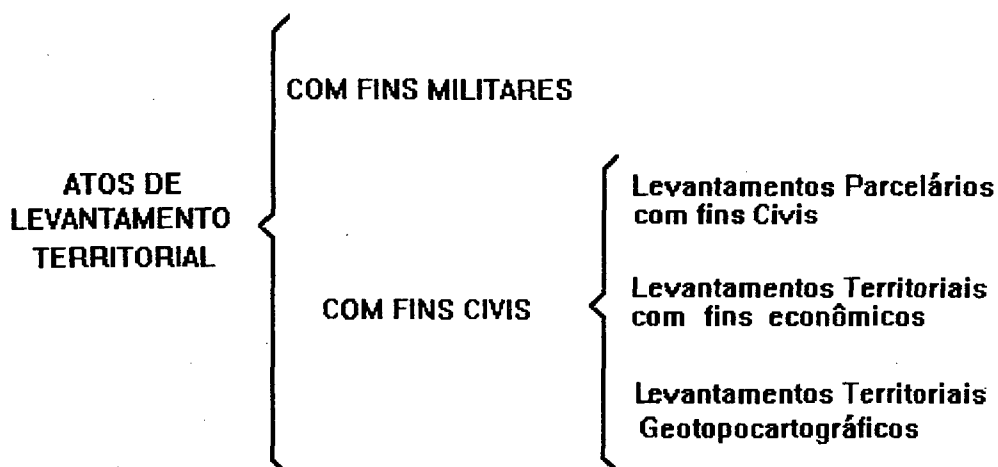 ATOS DE
LEVANTAMENTO
TERRITORIAL
COM FINS MILITARES
COM FINS CIVIS
Levantamentos Parcelários
com fins Civis
Levantamentos Territoriais
com fins econômicos
Levantamentos Territoriais
Geotopocartográficos